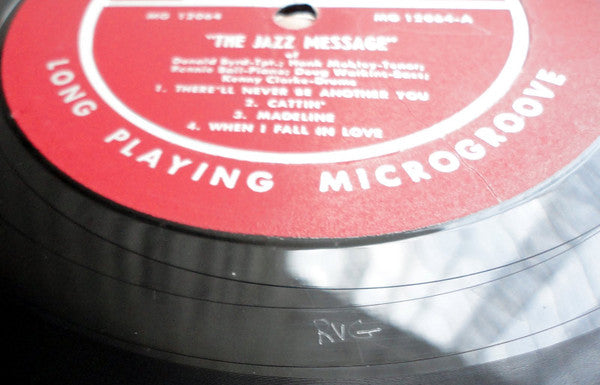 MG 12064 MG 12064-A
"THE JAZZ MESSAGE"
of
Donald Byrd-Tpt.; Hank Mobley-Tenor;
Ronnie Ball-Piano; Doug Watkins-Bass;
Kenny Clarke-Drums
1. THERE'LL NEVER BE ANOTHER YOU
2. CATTIN'
3. MADELINE
4. WHEN I FALL IN LOVE
LONG PLAYING MICROGROOVE
RVG